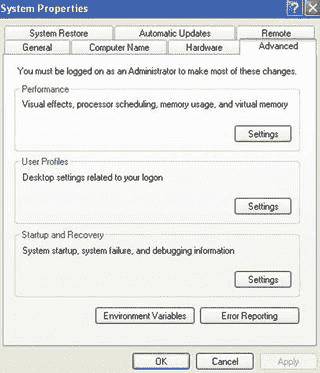 System Properties
System Restore Automatic Updates Remote
General Computer Name Hardware Advanced
You must be logged on as an Administrator to make most of these changes.
Performance
Visual effects, processor scheduling, memory usage, and virtual memory
Settings
User Profiles
Desktop settings related to your logon
Settings
Startup and Recovery
System startup, system failure, and debugging information
Settings
Environment Variables Error Reporting
OK Cancel Apply